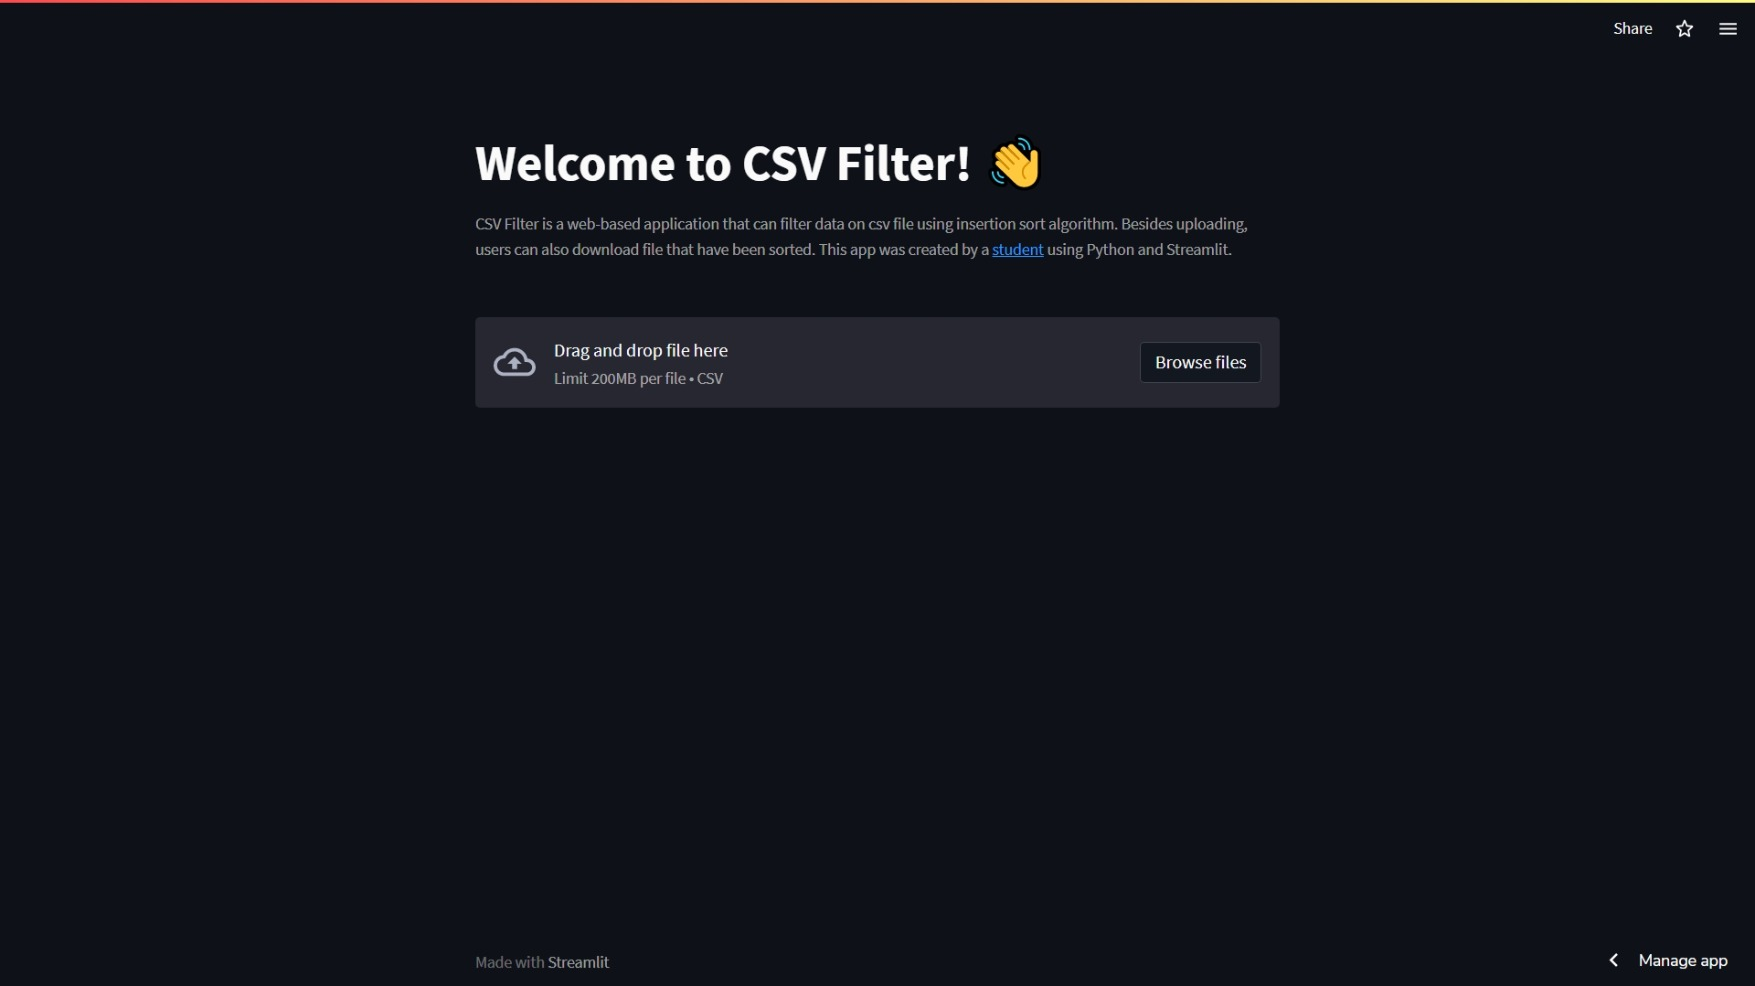 Share
Welcome to CSV Filter! 👋
CSV Filter is a web-based application that can filter data on csv file using insertion sort algorithm. Besides uploading,
users can also download file that have been sorted. This app was created by a student using Python and Streamlit.
Drag and drop file here
Limit 200MB per file • CSV
Browse files
Made with Streamlit
Manage app